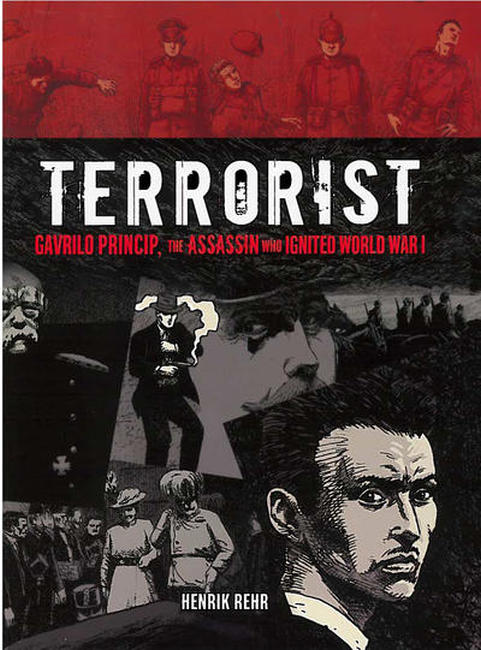 TERRORIST
GAVRILO PRINCIP, THE ASSASSIN WHO IGNITED WORLD WAR I
HENRIK REHR